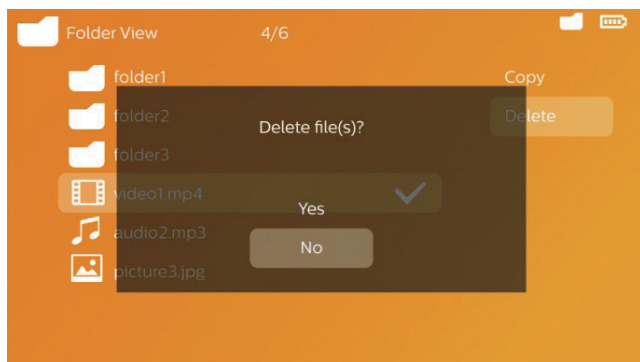 Folder View 4/6
folder1 Copy
folder2 Delete
folder3
video1.mp4
audio2.mp3
picture3.jpg
Delete file(s)?
Yes
No